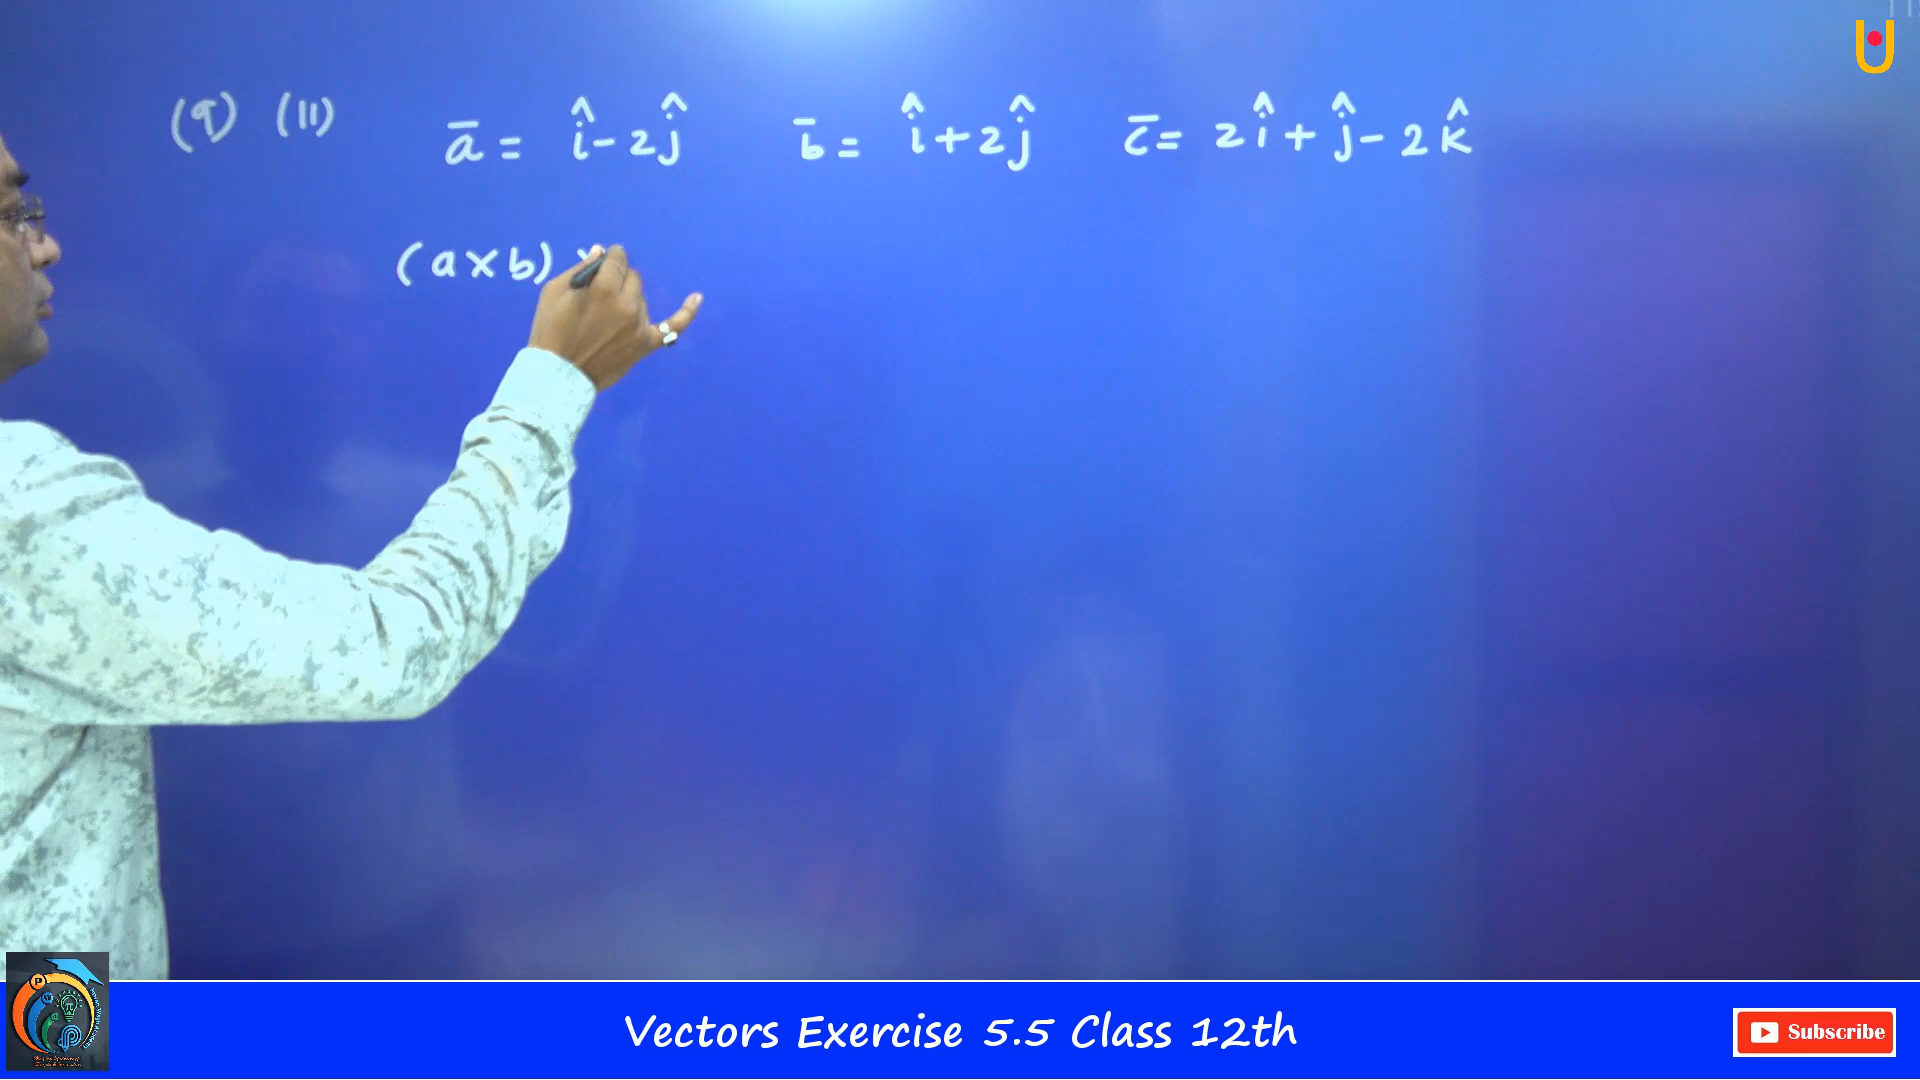 (9) (11) a̅ = î - 2ĵ b̅ = î + 2ĵ c̅ = 2î + ĵ - 2k̂
(a×b) ×
Vectors Exercise 5.5 Class 12th
Subscribe